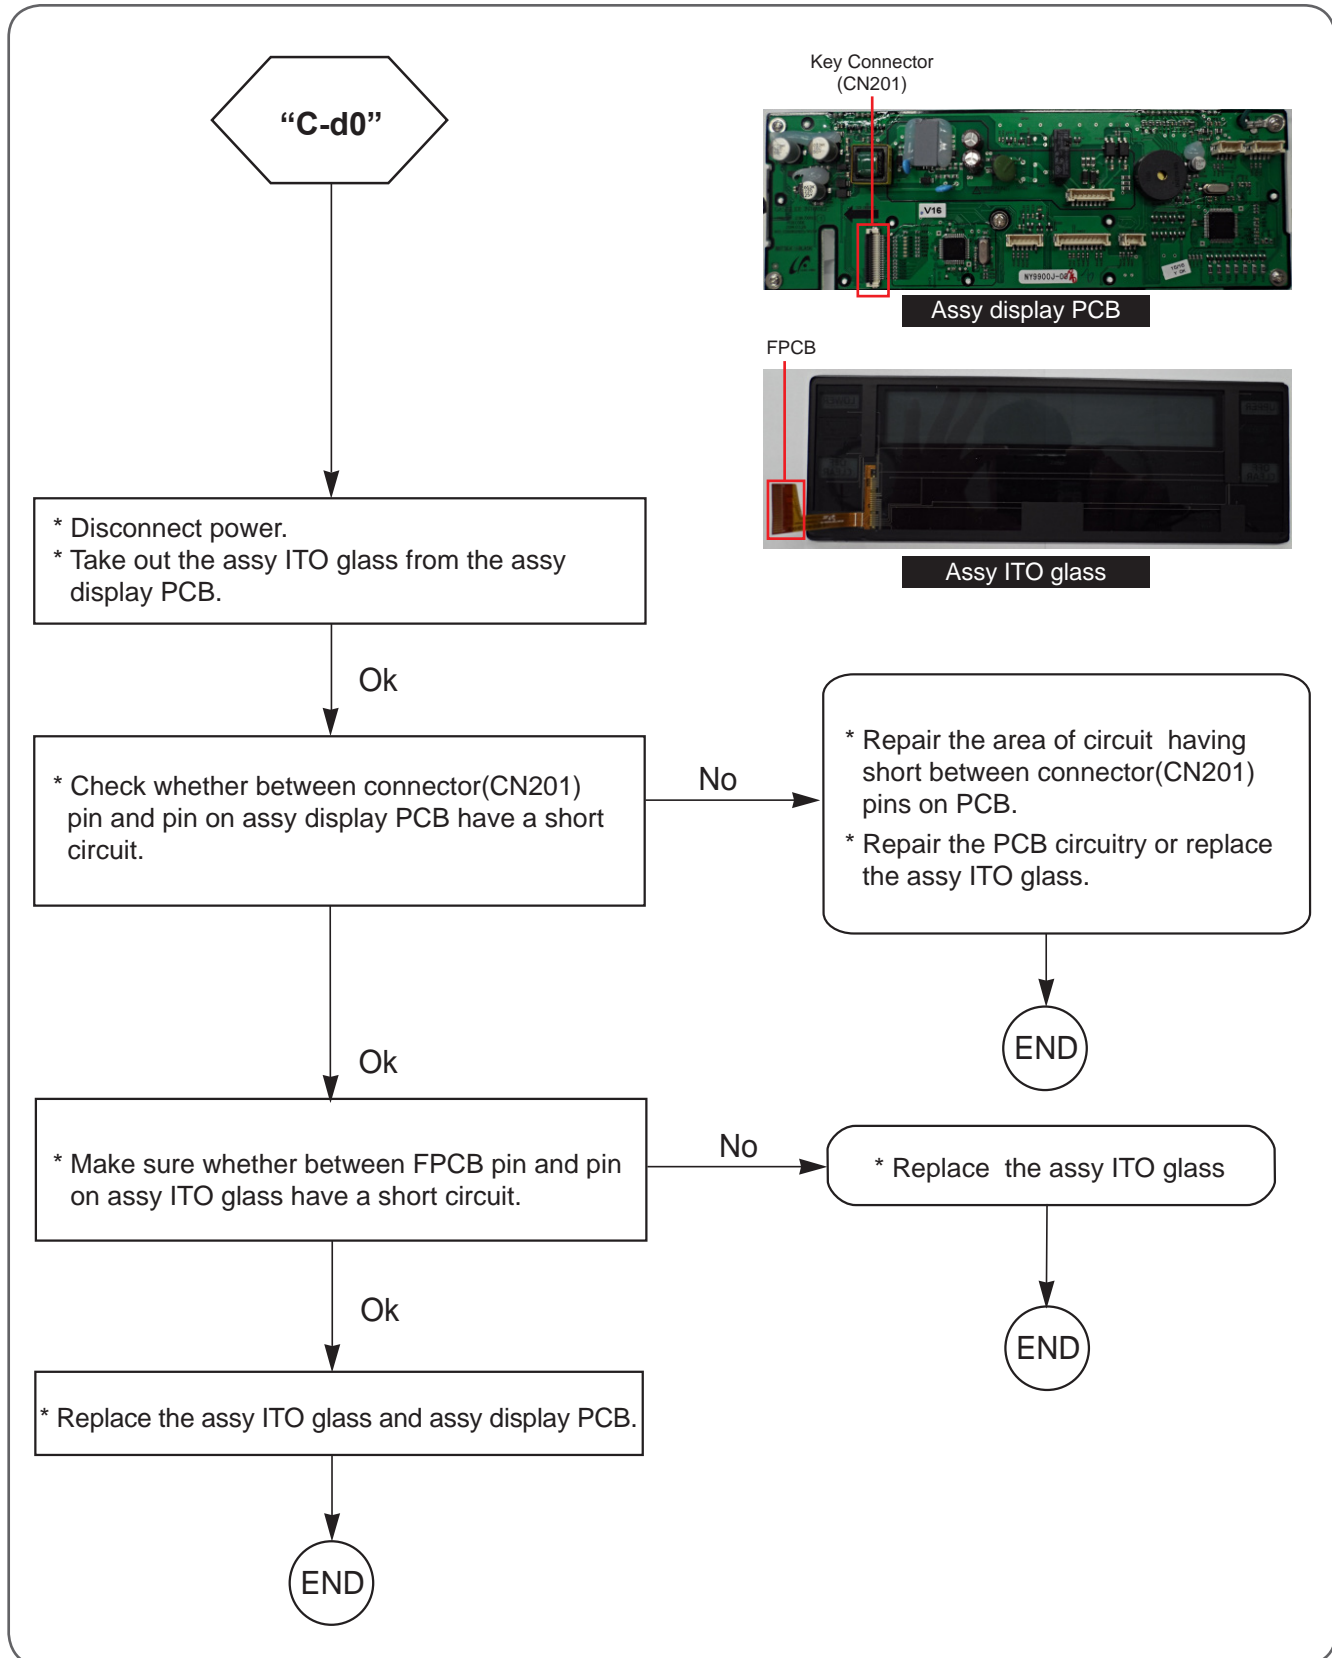 “C-d0”
Key Connector
(CN201)
.V16
NY9900J-00
Assy display PCB
FPCB
Assy ITO glass
* Disconnect power.
* Take out the assy ITO glass from the assy
display PCB.
Ok
* Check whether between connector(CN201)
pin and pin on assy display PCB have a short
circuit.
No
* Repair the area of circuit having
short between connector(CN201)
pins on PCB.
* Repair the PCB circuitry or replace
the assy ITO glass.
END
Ok
* Make sure whether between FPCB pin and pin
on assy ITO glass have a short circuit.
No
* Replace the assy ITO glass
END
Ok
* Replace the assy ITO glass and assy display PCB.
END